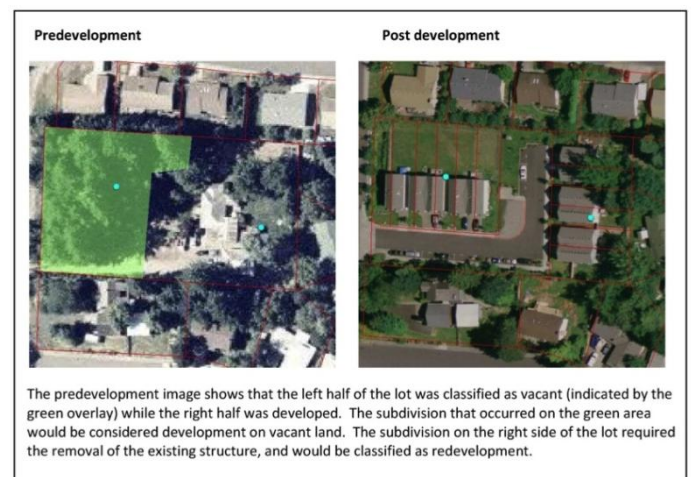 Predevelopment
Post development
The predevelopment image shows that the left half of the lot was classified as vacant (indicated by the
green overlay) while the right half was developed.  The subdivision that occurred on the green area
would be considered development on vacant land.  The subdivision on the right side of the lot required
the removal of the existing structure, and would be classified as redevelopment.